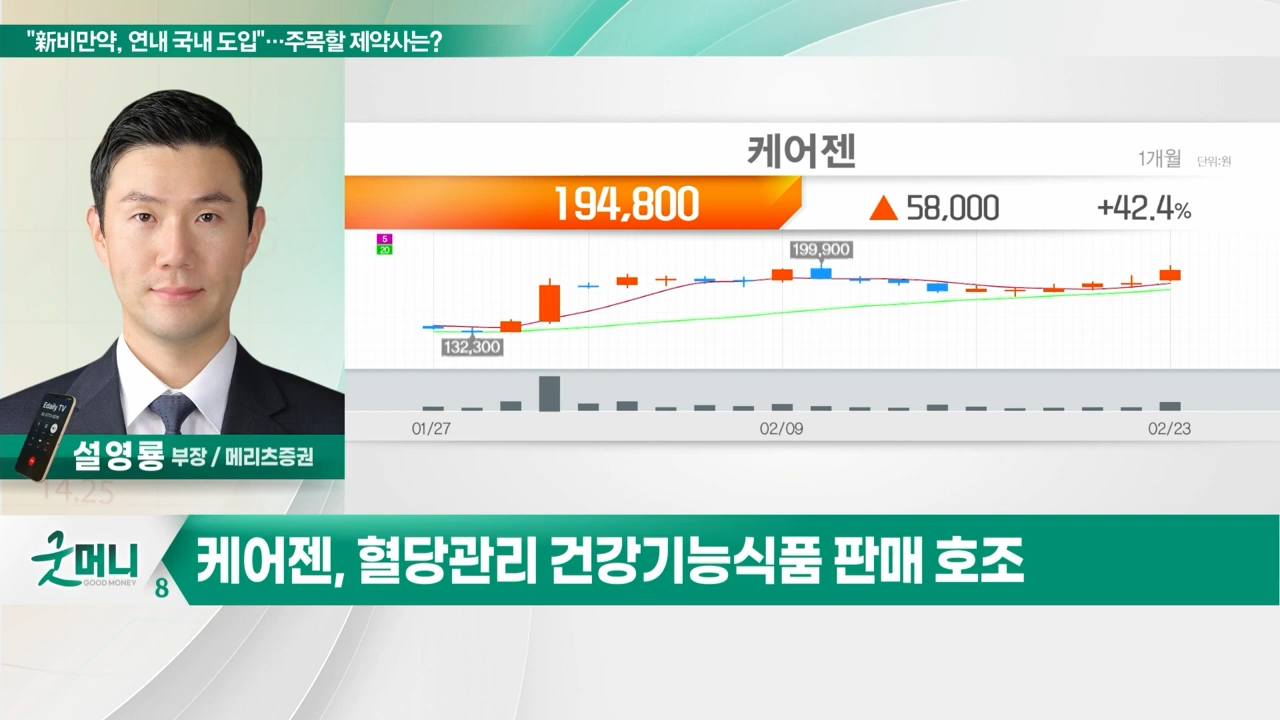 "新비만약, 연내 국내 도입"…주목할 제약사는?
케어젠
1개월 단위:원
194,800 ▲ 58,000 +42.4%
5
20
199,900
132,300
01/27 02/09 02/23
Edaily TV
설영룡 부장 / 메리츠증권
14.25
굿머니
GOOD MONEY
8
케어젠, 혈당관리 건강기능식품 판매 호조